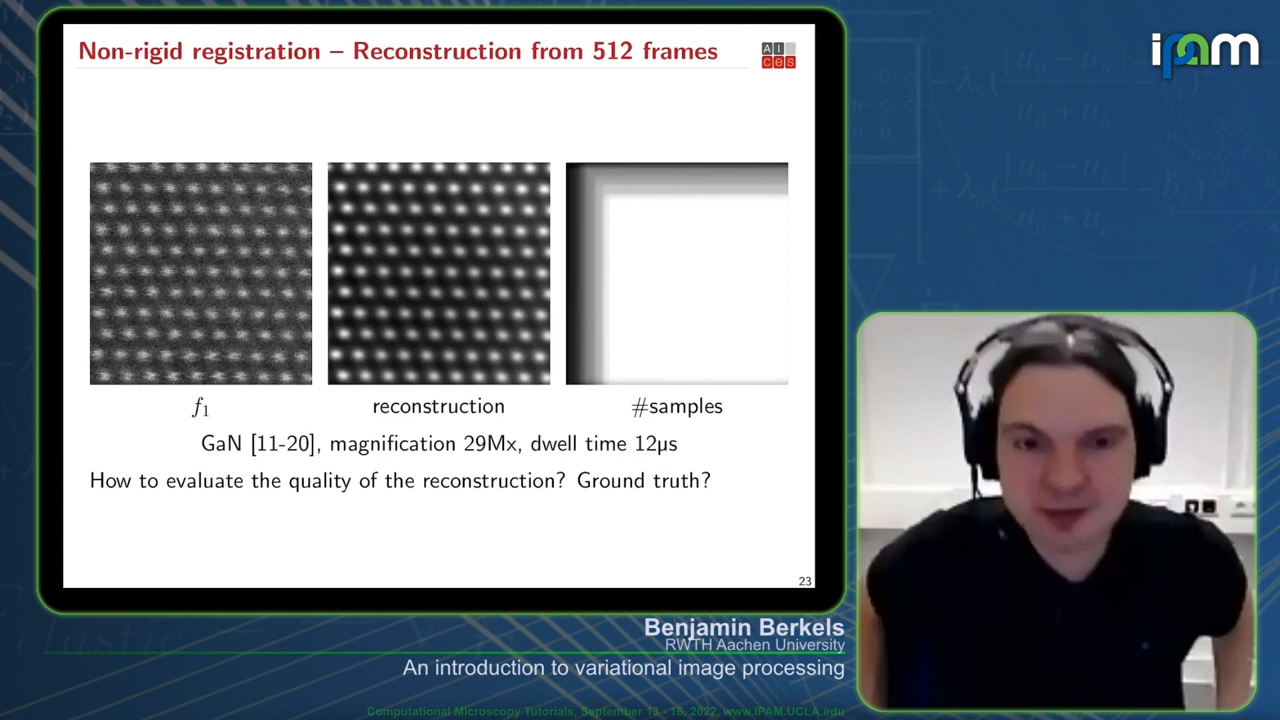 Non-rigid registration – Reconstruction from 512 frames
AI
ces
ipam
f₁
reconstruction
#samples
GaN [11-20], magnification 29Mx, dwell time 12µs
How to evaluate the quality of the reconstruction? Ground truth?
23
Benjamin Berkels
RWTH Aachen University
An introduction to variational image processing
Computational Microscopy Tutorials, September 13 - 16, 2022, www.IPAM.UCLA.edu